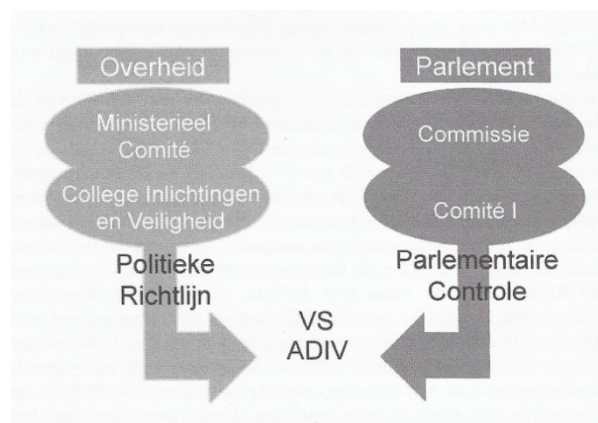 Overheid
Ministerieel
Comité
College Inlichtingen
en Veiligheid
Politieke
Richtlijn
Parlement
Commissie
Comité I
Parlementaire
Controle
VS
ADIV